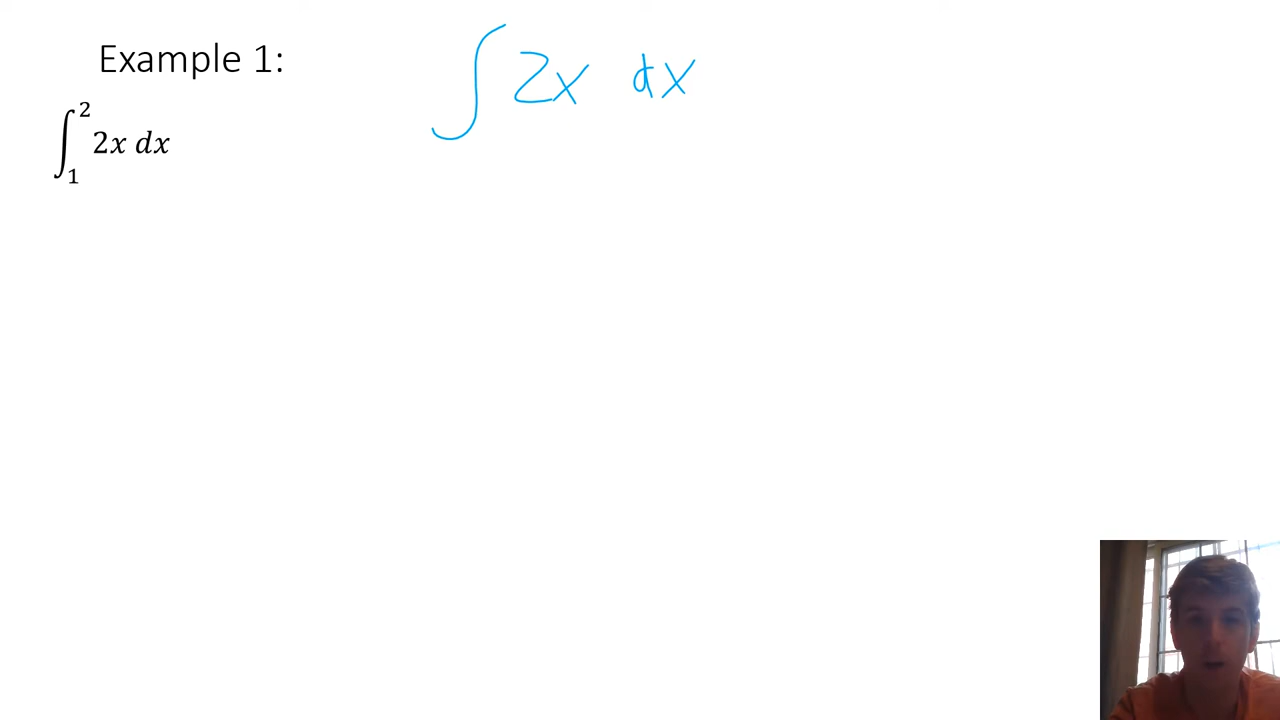 Example 1:
∫₁² 2x dx
∫ 2x dx